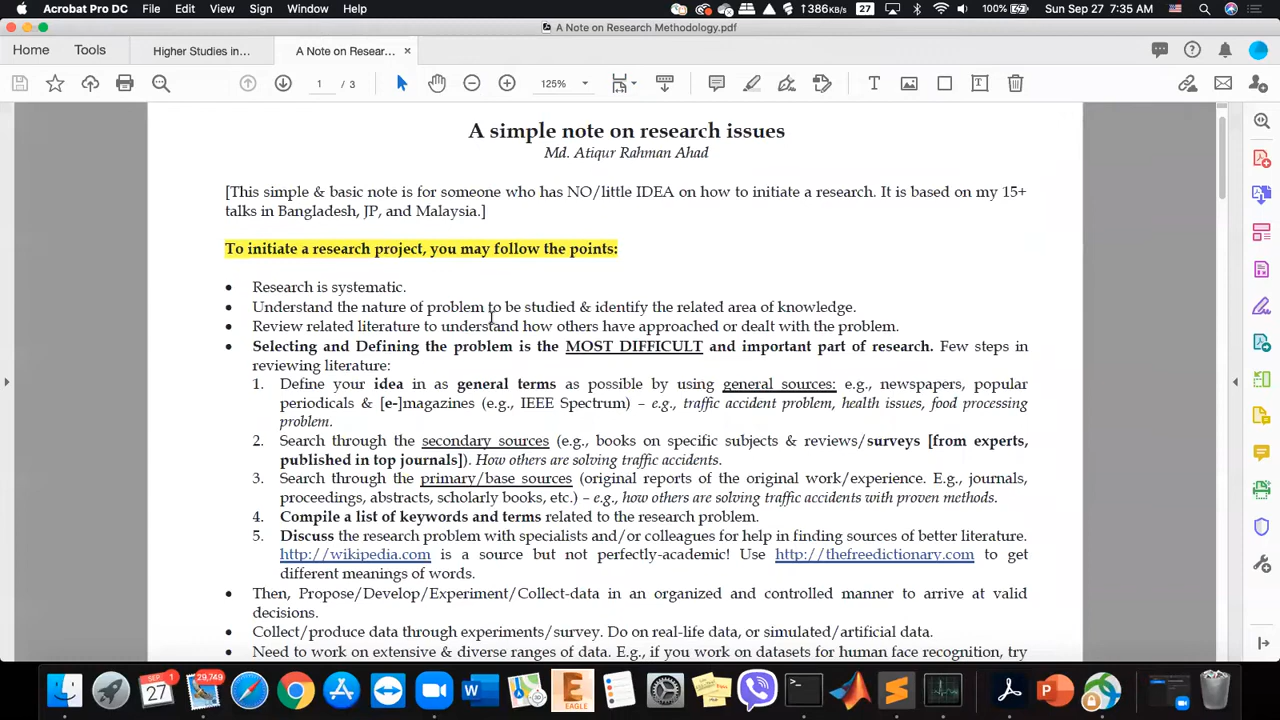 Acrobat Pro DC File Edit View Sign Window Help 1 386KB/s 27 100% Sun Sep 27 7:35 AM
A Note on Research Methodology.pdf
Home Tools Higher Studies in... A Note on Resear... ×
1 / 3 125%
A simple note on research issues
Md. Atiqur Rahman Ahad
[This simple & basic note is for someone who has NO/little IDEA on how to initiate a research. It is based on my 15+
talks in Bangladesh, JP, and Malaysia.]
To initiate a research project, you may follow the points:
• Research is systematic.
• Understand the nature of problem to be studied & identify the related area of knowledge.
• Review related literature to understand how others have approached or dealt with the problem.
• Selecting and Defining the problem is the MOST DIFFICULT and important part of research. Few steps in
reviewing literature:
1. Define your idea in as general terms as possible by using general sources: e.g., newspapers, popular
periodicals & [e-]magazines (e.g., IEEE Spectrum) – e.g., traffic accident problem, health issues, food processing
problem.
2. Search through the secondary sources (e.g., books on specific subjects & reviews/surveys [from experts,
published in top journals]). How others are solving traffic accidents.
3. Search through the primary/base sources (original reports of the original work/experience. E.g., journals,
proceedings, abstracts, scholarly books, etc.) – e.g., how others are solving traffic accidents with proven methods.
4. Compile a list of keywords and terms related to the research problem.
5. Discuss the research problem with specialists and/or colleagues for help in finding sources of better literature.
http://wikipedia.com is a source but not perfectly-academic! Use http://thefreedictionary.com to get
different meanings of words.
• Then, Propose/Develop/Experiment/Collect-data in an organized and controlled manner to arrive at valid
decisions.
• Collect/produce data through experiments/survey. Do on real-life data, or simulated/artificial data.
• Need to work on extensive & diverse ranges of data. E.g., if you work on datasets for human face recognition, try
SEP 27 1 29,749 EAGLE